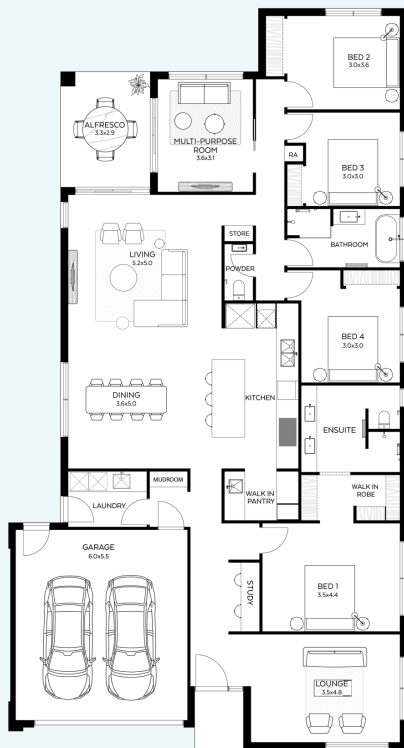 BED 2
3.0x3.6
ALFRESCO
3.3x2.9
MULTI-PURPOSE
ROOM
3.6x3.1
RA
BED 3
3.0x3.0
STORE
BATHROOM
LIVING
5.2x5.0
POWDER
BED 4
3.0x3.0
DINING
3.6x5.0
KITCHEN
ENSUITE
MUDROOM
LAUNDRY
WALK IN
PANTRY
WALK IN
ROBE
GARAGE
6.0x5.5
STUDY
BED 1
3.5x4.4
LOUNGE
3.5x4.8